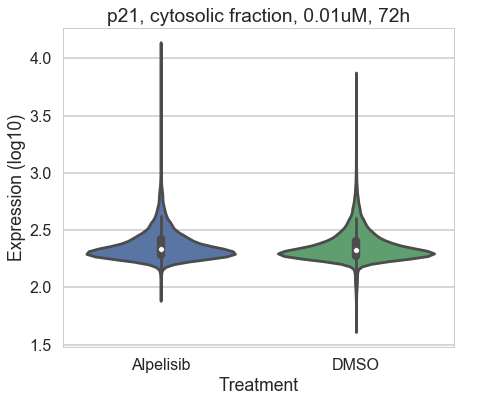 p21, cytosolic fraction, 0.01uM, 72h
Expression (log10)
4.0
3.5
3.0
2.5
2.0
1.5
Alpelisib DMSO
Treatment